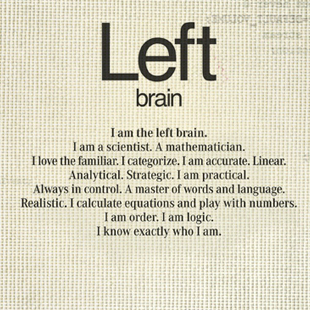 Left
brain
I am the left brain.
I am a scientist. A mathematician.
I love the familiar. I categorize. I am accurate. Linear.
Analytical. Strategic. I am practical.
Always in control. A master of words and language.
Realistic. I calculate equations and play with numbers.
I am order. I am logic.
I know exactly who I am.